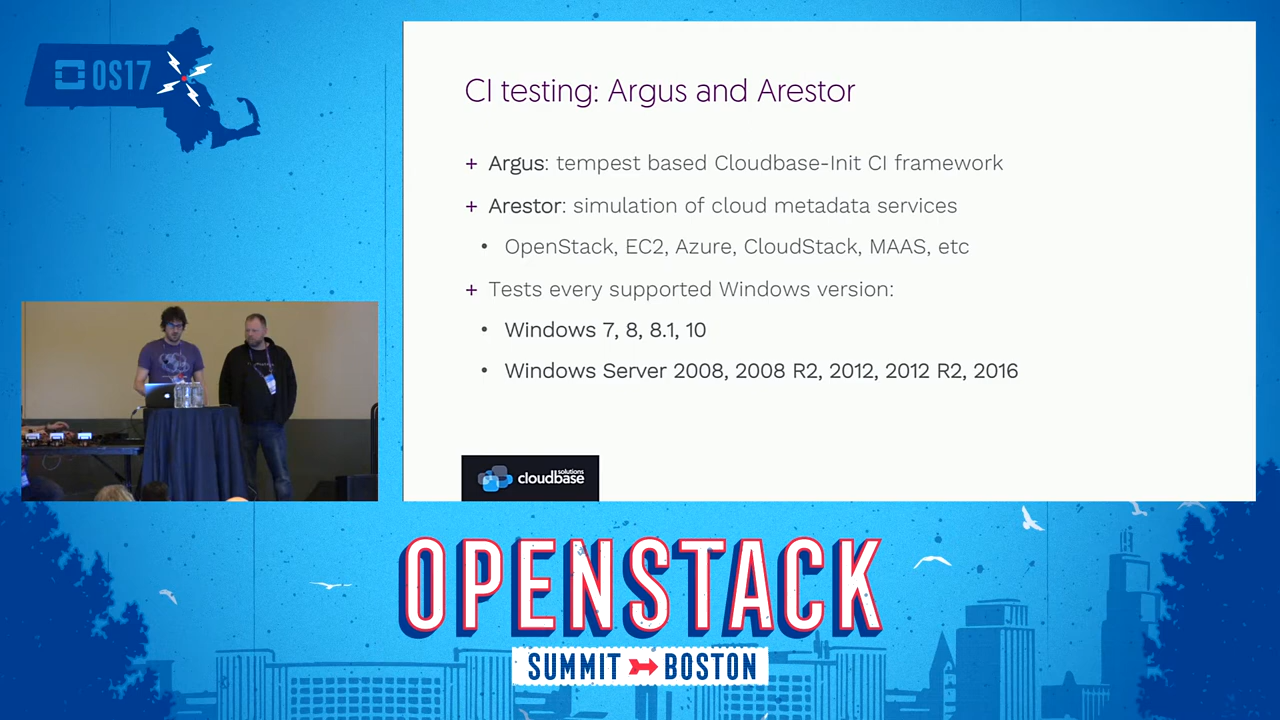 OS17
CI testing: Argus and Arestor
+ Argus: tempest based Cloudbase-Init CI framework
+ Arestor: simulation of cloud metadata services
• OpenStack, EC2, Azure, CloudStack, MAAS, etc
+ Tests every supported Windows version:
• Windows 7, 8, 8.1, 10
• Windows Server 2008, 2008 R2, 2012, 2012 R2, 2016
cloudbase
solutions
OPENSTACK
SUMMIT BOSTON